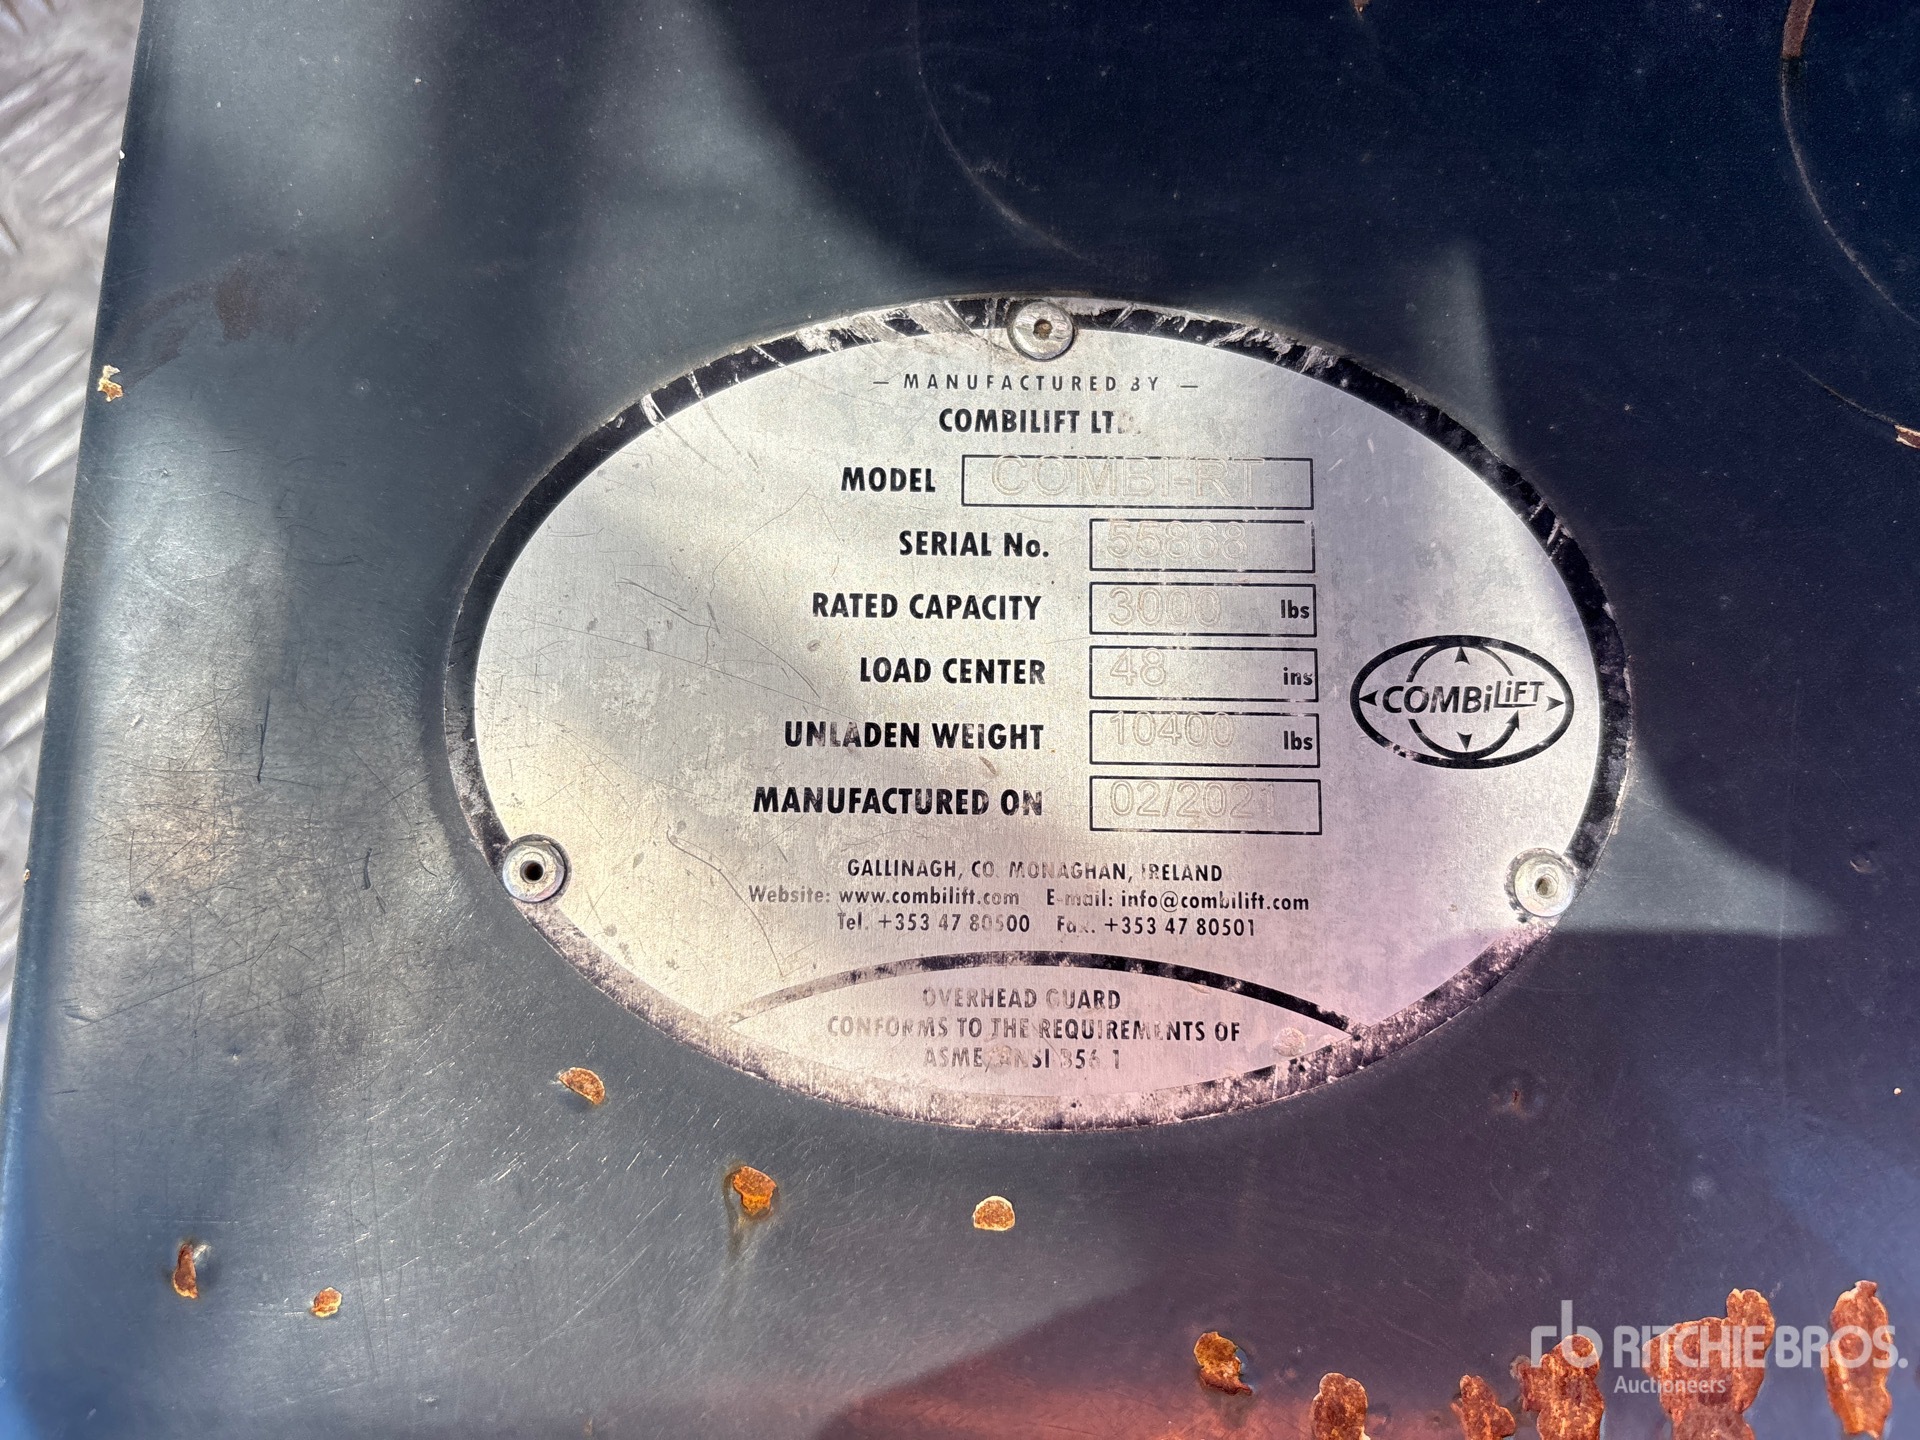 — MANUFACTURED BY —
COMBILIFT LTD.
MODEL COMBI-RT
SERIAL No. 55868
RATED CAPACITY 3000 lbs
LOAD CENTER 48 ins
UNLADEN WEIGHT 10400 lbs
MANUFACTURED ON 02/2021
COMBiLiFT
GALLINAGH, CO. MONAGHAN, IRELAND
Website: www.combilift.com E-mail: info@combilift.com
Tel. +353 47 80500 Fax. +353 47 80501
OVERHEAD GUARD
CONFORMS TO THE REQUIREMENTS OF
ASME/ANSI B56.1
rb RITCHIE BROS.
Auctioneers